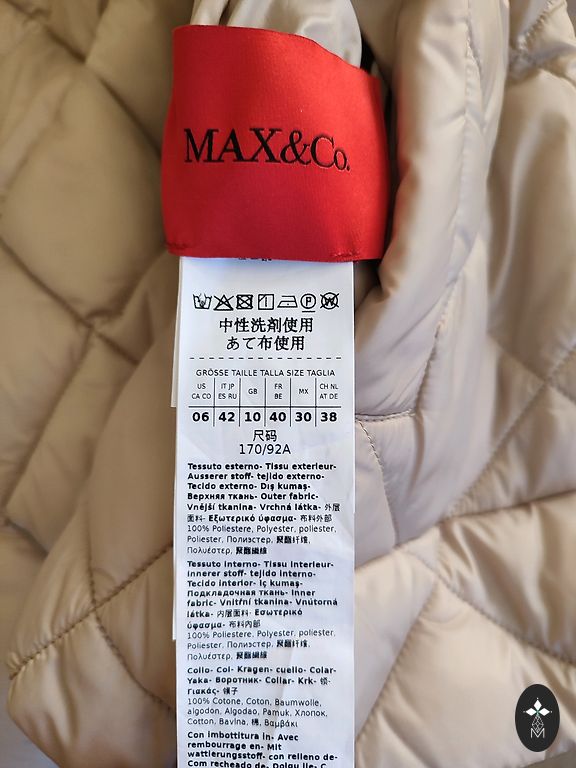 MAX&Co.
中性洗剤使用
あて布使用
GRÖSSE TAILLE TALLA SIZE TAGLIA
US CA CO
IT JP ES RU
GB
FR BE
MX
CH NL AT DE
06 42 10 40 30 38
尺码
170/92A
Tessuto esterno- Tissu exterieur-
Ausserer stoff- tejido externo-
Tecido externo- Dış kumaş-
Верхняя ткань- Outer fabric-
Vnější tkanina- Vrchná látka- 外层
面料- Εξωτερικό ύφασμα- 布料外部
100% Poliestere, Polyester, poliester,
Poliester, Полиэстер, 聚酯纤维,
Πολυέστερ, 聚酯纖維
Tessuto interno- Tissu interieur-
Innerer stoff- tejido interno-
Tecido interior- iç kumaş-
Подкладочная ткань- Inner
fabric- Vnitřní tkanina- Vnútorná
látka- 内层面料- Εσωτερικό
ύφασμα- 布料內部
100% Poliestere, Polyester, poliester,
Poliester, Полиэстер, 聚酯纤维,
Πολυέστερ, 聚酯纖維
Collo- Col- Kragen- cuello- Colar-
Yaka- Воротник- Collar- Krk- 领-
Γιακάς- 領子
100% Cotone, Coton, Baumwolle,
algodón, Algodao, Pamuk, Хлопок,
Cotton, Bavlna, 棉, Βαμβάκι
Con imbottitura in- Avec
rembourrage en- Mit
wattierungsstoff- con relleno de-
Com recheado de-